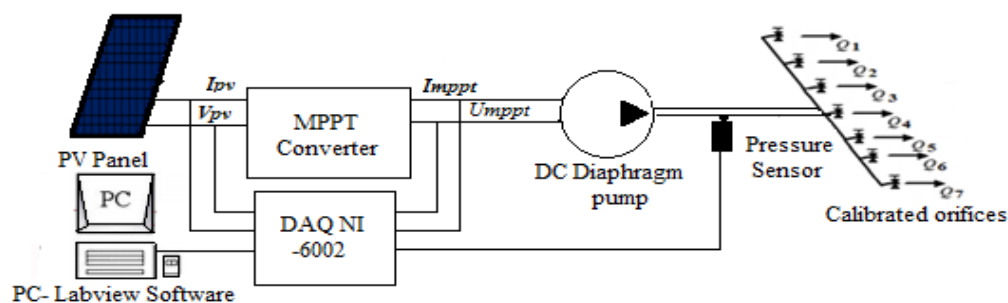 Ipv
Vpv
MPPT
Converter
Imppt
Umppt
PV Panel
PC
PC- Labview Software
DAQ NI
-6002
DC Diaphragm
pump
Pressure
Sensor
Q1
Q2
Q3
Q4
Q5
Q6
Q7
Calibrated orifices